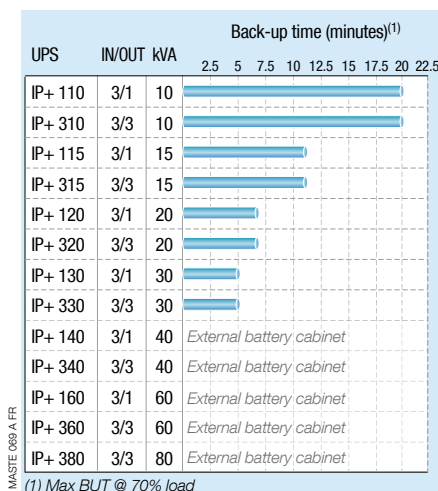 Back-up time (minutes)(1)
UPS IN/OUT kVA
2.5 5 7.5 10 12.5 15 17.5 20 22.5
IP+ 110 3/1 10
IP+ 310 3/3 10
IP+ 115 3/1 15
IP+ 315 3/3 15
IP+ 120 3/1 20
IP+ 320 3/3 20
IP+ 130 3/1 30
IP+ 330 3/3 30
IP+ 140 3/1 40 External battery cabinet
IP+ 340 3/3 40 External battery cabinet
IP+ 160 3/1 60 External battery cabinet
IP+ 360 3/3 60 External battery cabinet
IP+ 380 3/3 80 External battery cabinet
(1) Max BUT @ 70% load
MASTE 069 A FR